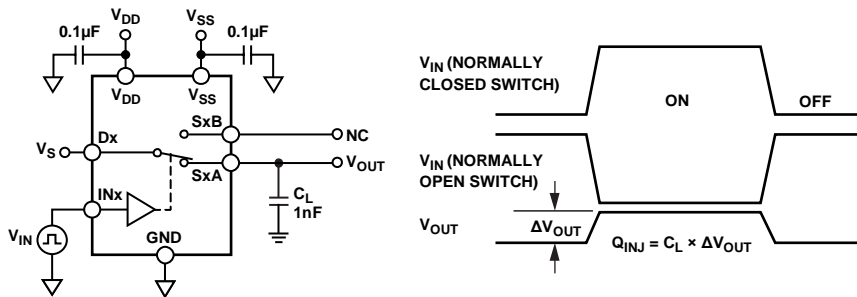 VDD
VSS
0.1µF
0.1µF
VDD
VSS
SxB
NC
VS
Dx
SxA
VOUT
INx
CL
1nF
VIN
GND
VIN (NORMALLY
CLOSED SWITCH)
ON
OFF
VIN (NORMALLY
OPEN SWITCH)
VOUT
ΔVOUT
QINJ = CL × ΔVOUT